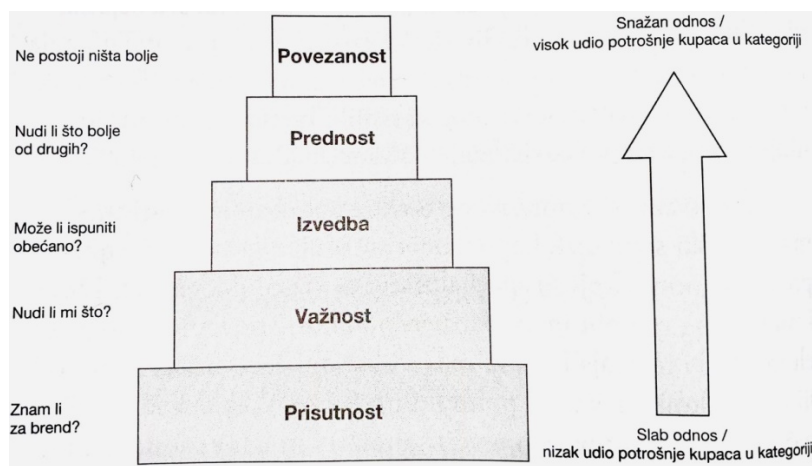 Snažan odnos /
visok udio potrošnje kupaca u kategoriji
Ne postoji ništa bolje
Povezanost
Nudi li što bolje
od drugih?
Prednost
Može li ispuniti
obećano?
Izvedba
Nudi li mi što?
Važnost
Znam li
za brend?
Prisutnost
Slab odnos /
nizak udio potrošnje kupaca u kategoriji